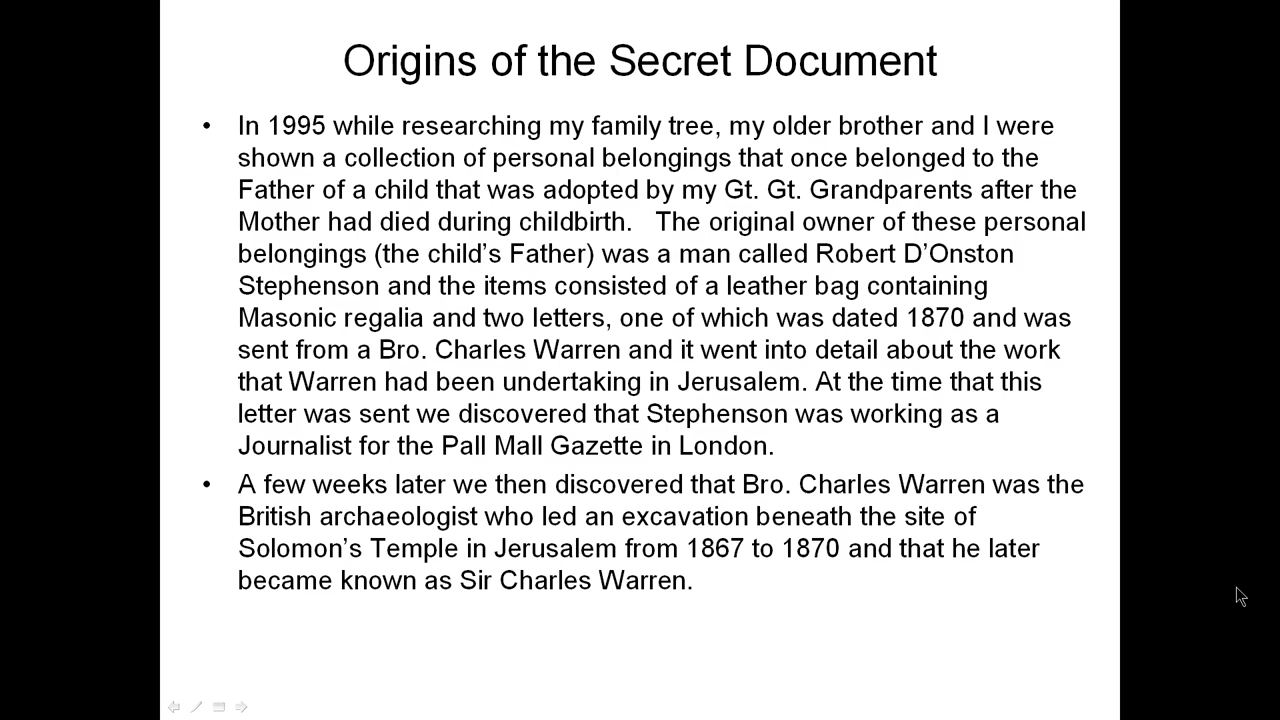 Origins of the Secret Document
• In 1995 while researching my family tree, my older brother and I were
shown a collection of personal belongings that once belonged to the
Father of a child that was adopted by my Gt. Gt. Grandparents after the
Mother had died during childbirth.   The original owner of these personal
belongings (the child’s Father) was a man called Robert D’Onston
Stephenson and the items consisted of a leather bag containing
Masonic regalia and two letters, one of which was dated 1870 and was
sent from a Bro. Charles Warren and it went into detail about the work
that Warren had been undertaking in Jerusalem. At the time that this
letter was sent we discovered that Stephenson was working as a
Journalist for the Pall Mall Gazette in London.
• A few weeks later we then discovered that Bro. Charles Warren was the
British archaeologist who led an excavation beneath the site of
Solomon’s Temple in Jerusalem from 1867 to 1870 and that he later
became known as Sir Charles Warren.